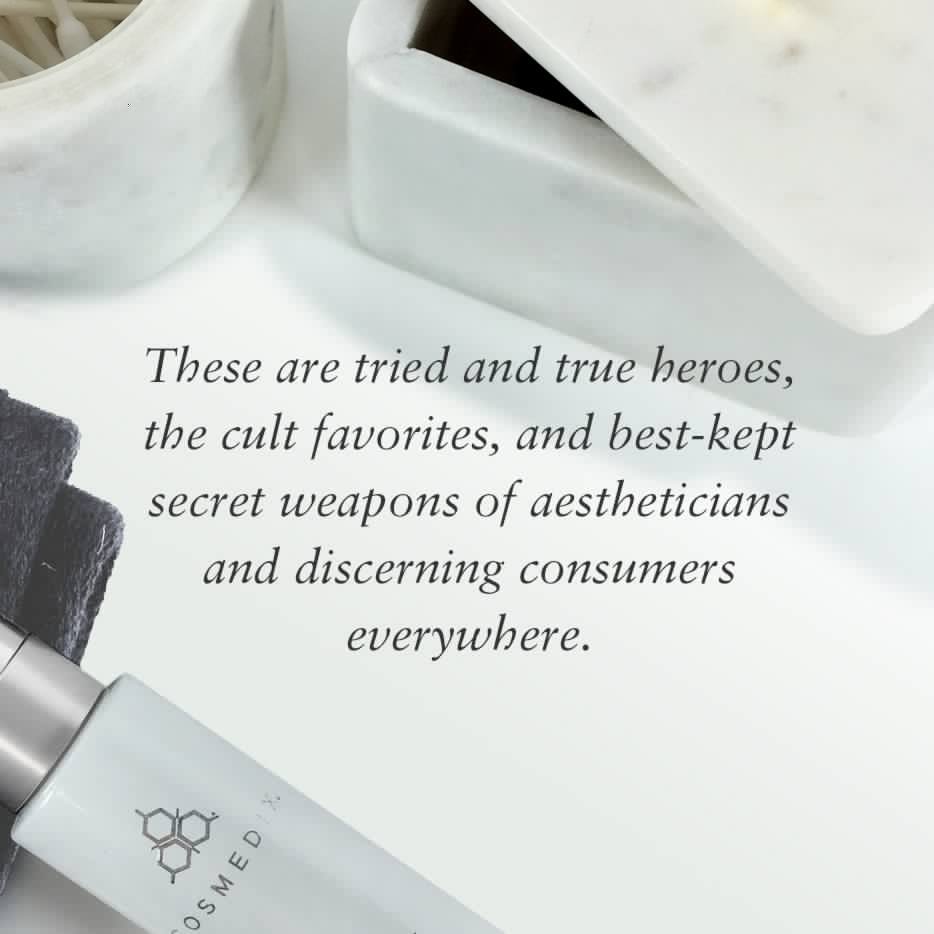 These are tried and true heroes,
the cult favorites, and best-kept
secret weapons of aestheticians
and discerning consumers
everywhere.
COSMEDIX